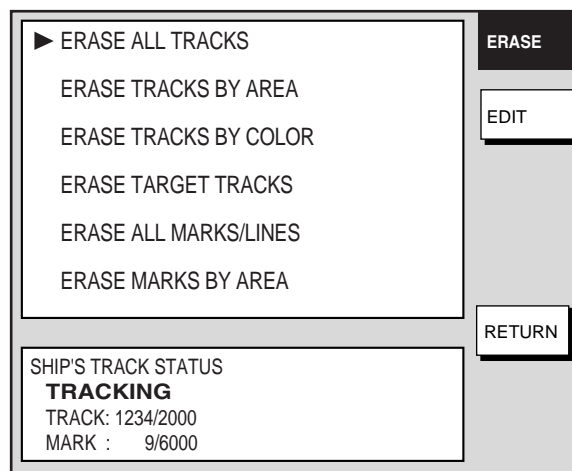 ▶ ERASE ALL TRACKS
ERASE TRACKS BY AREA
ERASE TRACKS BY COLOR
ERASE TARGET TRACKS
ERASE ALL MARKS/LINES
ERASE MARKS BY AREA
ERASE
EDIT
RETURN
SHIP'S TRACK STATUS
TRACKING
TRACK: 1234/2000
MARK : 9/6000